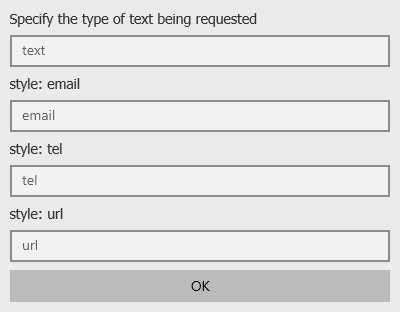 Specify the type of text being requested
text
style: email
email
style: tel
tel
style: url
url
OK